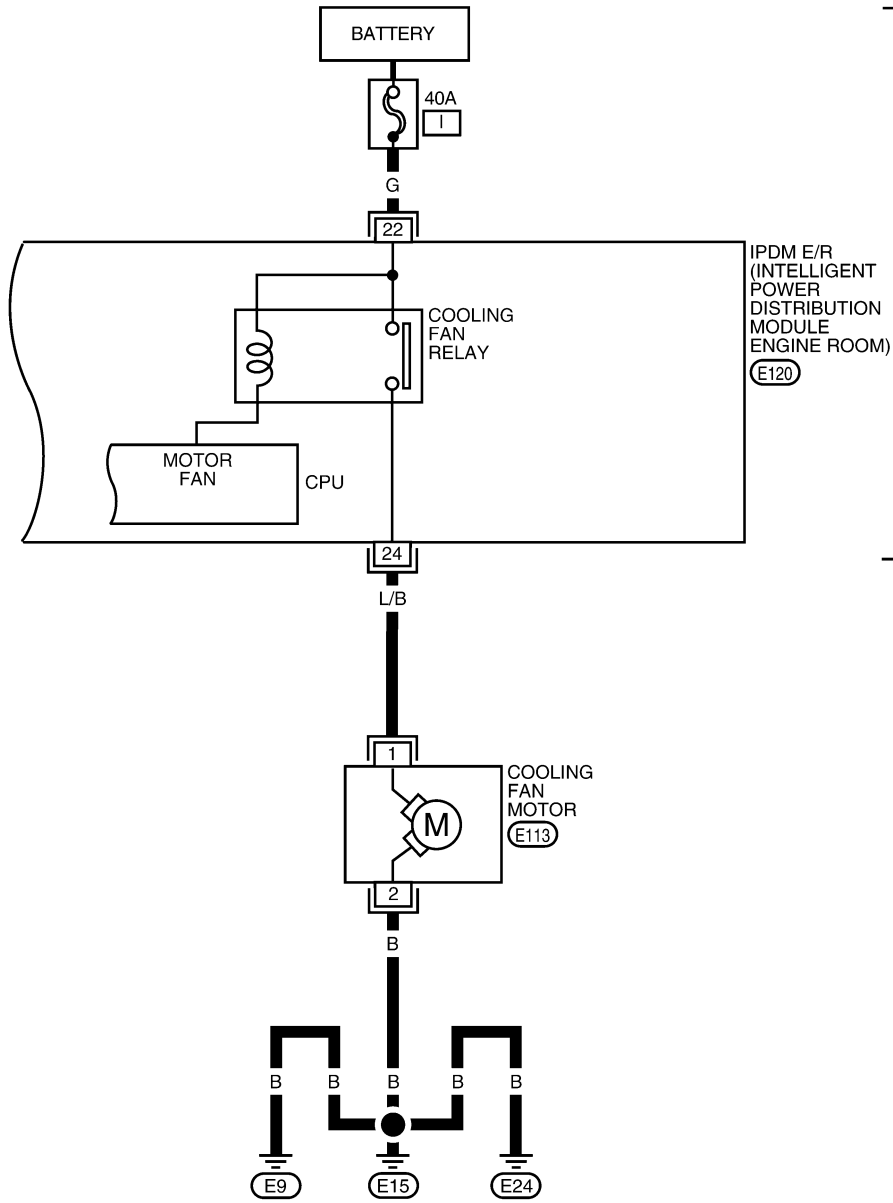 BATTERY
40A
I
G
22
IPDM E/R
(INTELLIGENT
POWER
DISTRIBUTION
MODULE
ENGINE ROOM)
E120
COOLING
FAN
RELAY
MOTOR
FAN
CPU
24
L/B
1
COOLING
FAN
MOTOR
E113
M
2
B
B B B B B
E9 E15 E24